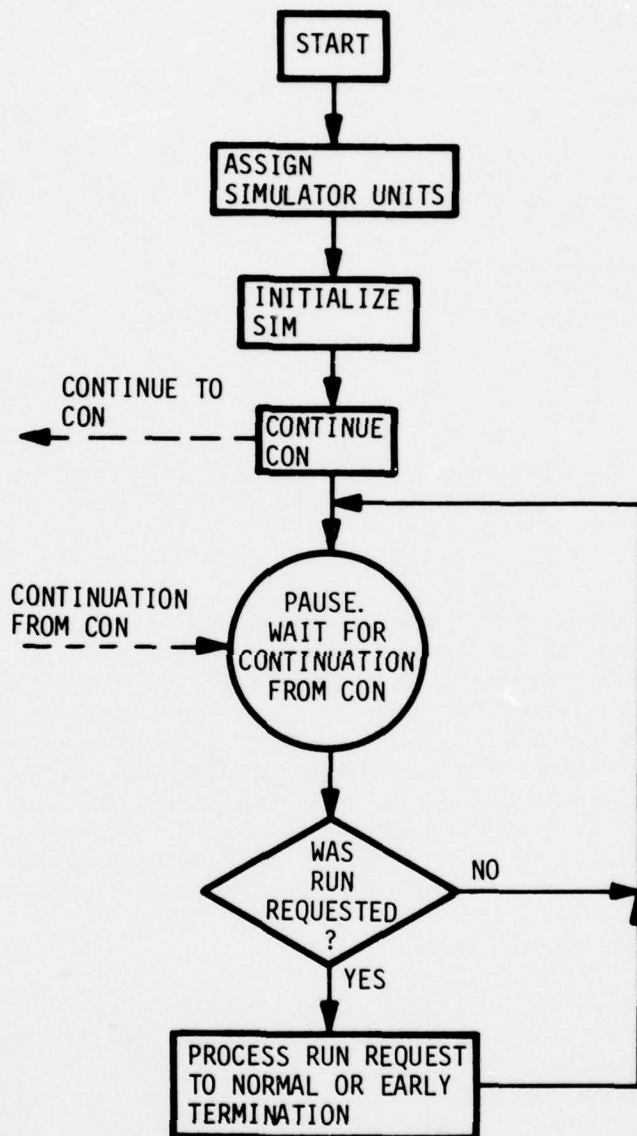 START
ASSIGN
SIMULATOR UNITS
INITIALIZE
SIM
CONTINUE TO
CON
CONTINUE
CON
CONTINUATION
FROM CON
PAUSE.
WAIT FOR
CONTINUATION
FROM CON
WAS
RUN
REQUESTED
?
NO
YES
PROCESS RUN REQUEST
TO NORMAL OR EARLY
TERMINATION